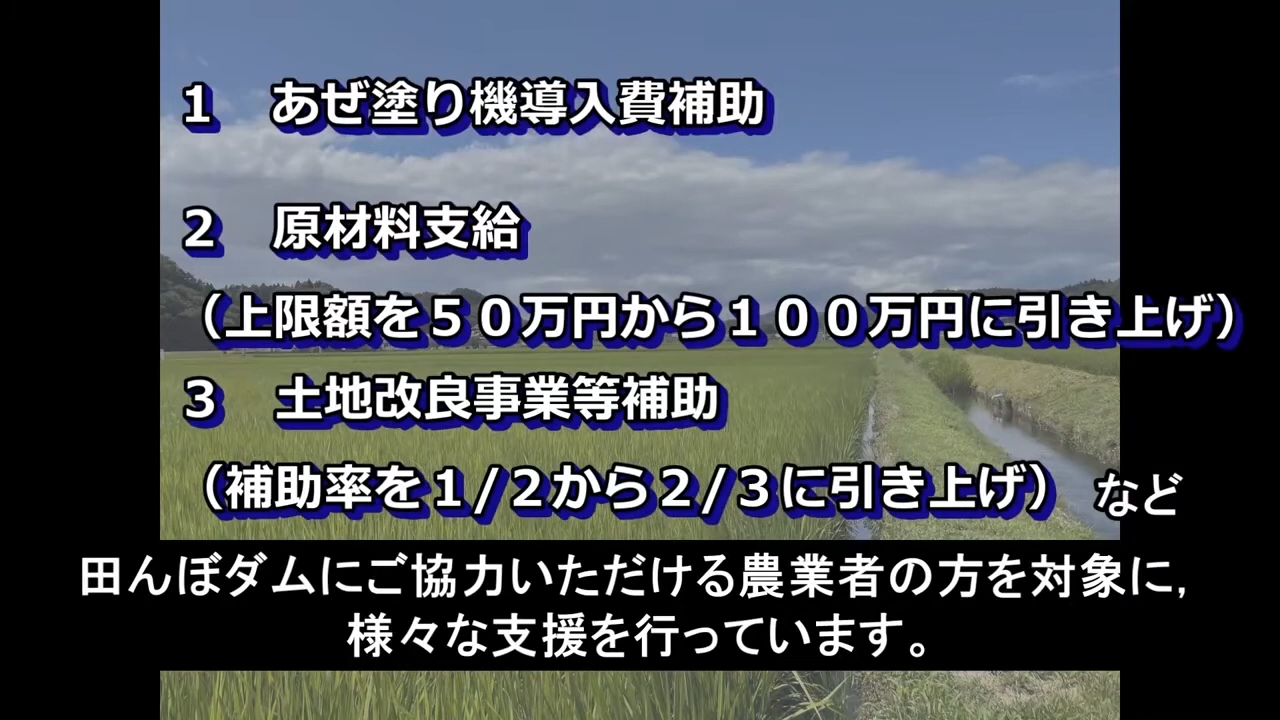 １　あぜ塗り機導入費補助
２　原材料支給
（上限額を５０万円から１００万円に引き上げ）
３　土地改良事業等補助
（補助率を１/２から２/３に引き上げ）　など
田んぼダムにご協力いただける農業者の方を対象に，
様々な支援を行っています。